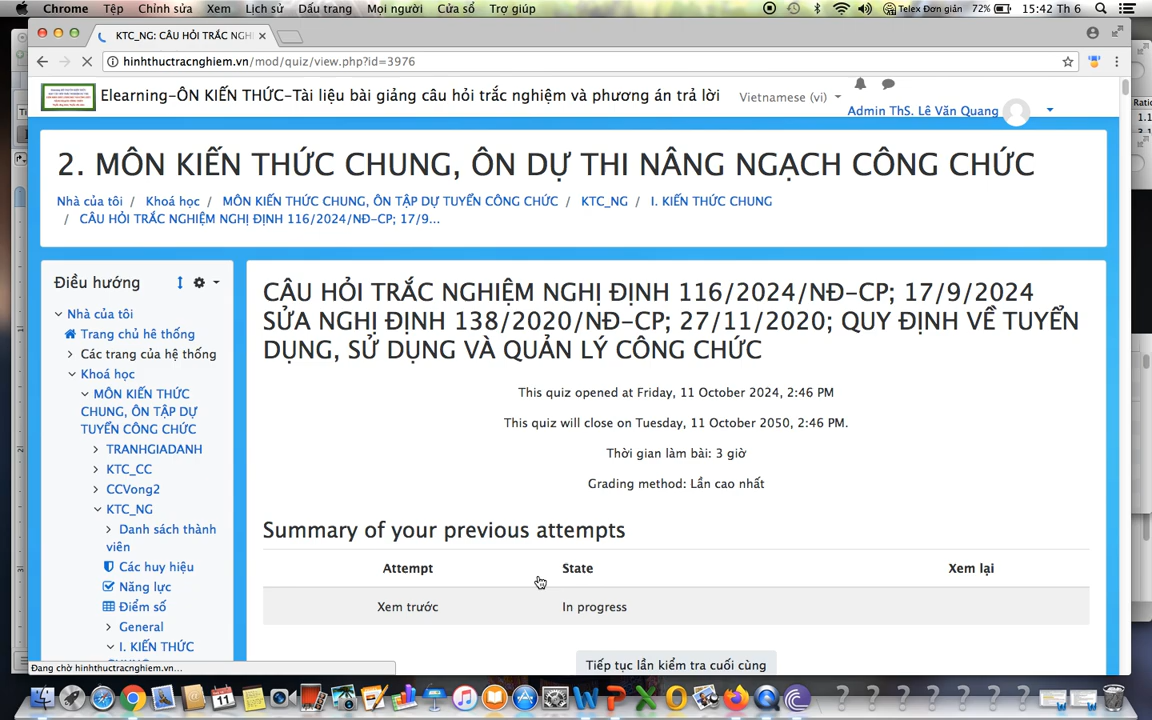 Chrome Tệp Chỉnh sửa Xem Lịch sử Dấu trang Mọi người Cửa sổ Trợ giúp Telex Đơn giản 72% 15:42 Th 6
KTC_NG: CÂU HỎI TRẮC NGHI
hinhthuctracnghiem.vn/mod/quiz/view.php?id=3976
Elearning-ÔN KIẾN THỨC-Tài liệu bài giảng câu hỏi trắc nghiệm và phương án trả lời
Vietnamese (vi)
Admin ThS. Lê Văn Quang
2. MÔN KIẾN THỨC CHUNG, ÔN DỰ THI NÂNG NGẠCH CÔNG CHỨC
Nhà của tôi / Khoá học / MÔN KIẾN THỨC CHUNG, ÔN TẬP DỰ TUYỂN CÔNG CHỨC / KTC_NG / I. KIẾN THỨC CHUNG
/ CÂU HỎI TRẮC NGHIỆM NGHỊ ĐỊNH 116/2024/NĐ-CP; 17/9...
Điều hướng
Nhà của tôi
Trang chủ hệ thống
Các trang của hệ thống
Khoá học
MÔN KIẾN THỨC
CHUNG, ÔN TẬP DỰ
TUYỂN CÔNG CHỨC
TRANHGIADANH
KTC_CC
CCVong2
KTC_NG
Danh sách thành
viên
Các huy hiệu
Năng lực
Điểm số
General
I. KIẾN THỨC
CÂU HỎI TRẮC NGHIỆM NGHỊ ĐỊNH 116/2024/NĐ-CP; 17/9/2024
SỬA NGHỊ ĐỊNH 138/2020/NĐ-CP; 27/11/2020; QUY ĐỊNH VỀ TUYỂN
DỤNG, SỬ DỤNG VÀ QUẢN LÝ CÔNG CHỨC
This quiz opened at Friday, 11 October 2024, 2:46 PM
This quiz will close on Tuesday, 11 October 2050, 2:46 PM.
Thời gian làm bài: 3 giờ
Grading method: Lần cao nhất
Summary of your previous attempts
Attempt State Xem lại
Xem trước In progress
Tiếp tục lần kiểm tra cuối cùng
Đang chờ hinhthuctracnghiem.vn...